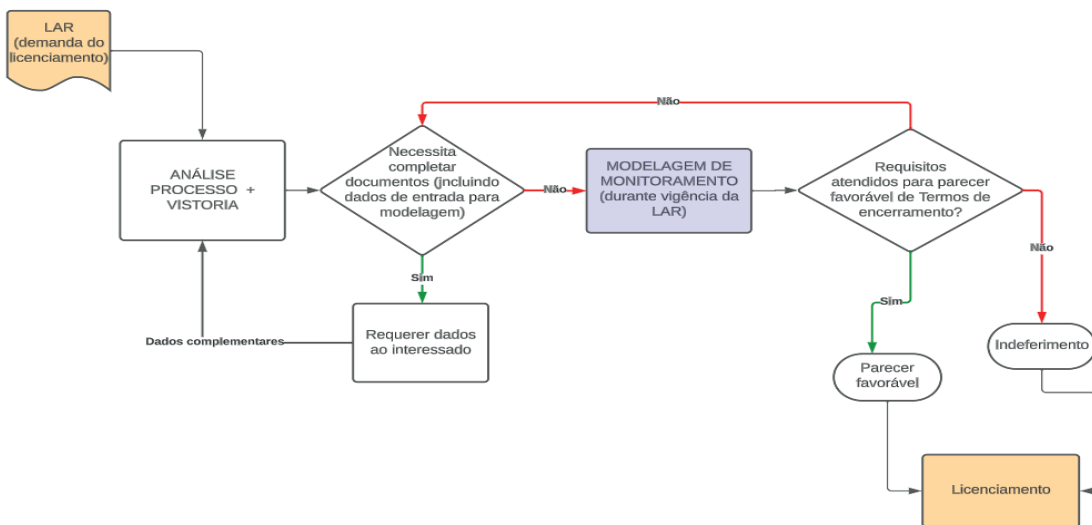 LAR
(demanda do
licenciamento)
Não
ANÁLISE
PROCESSO +
VISTORIA
Necessita
completar
documentos (jncluindo
dados de entrada para
modelagem)
Não
MODELAGEM DE
MONITORAMENTO
(durante vigência da
LAR)
Requisitos
atendidos para parecer
favorável de Termos de
encerramento?
Não
Sim
Sim
Requerer dados
ao interessado
Dados complementares
Parecer
favorável
Indeferimento
Licenciamento